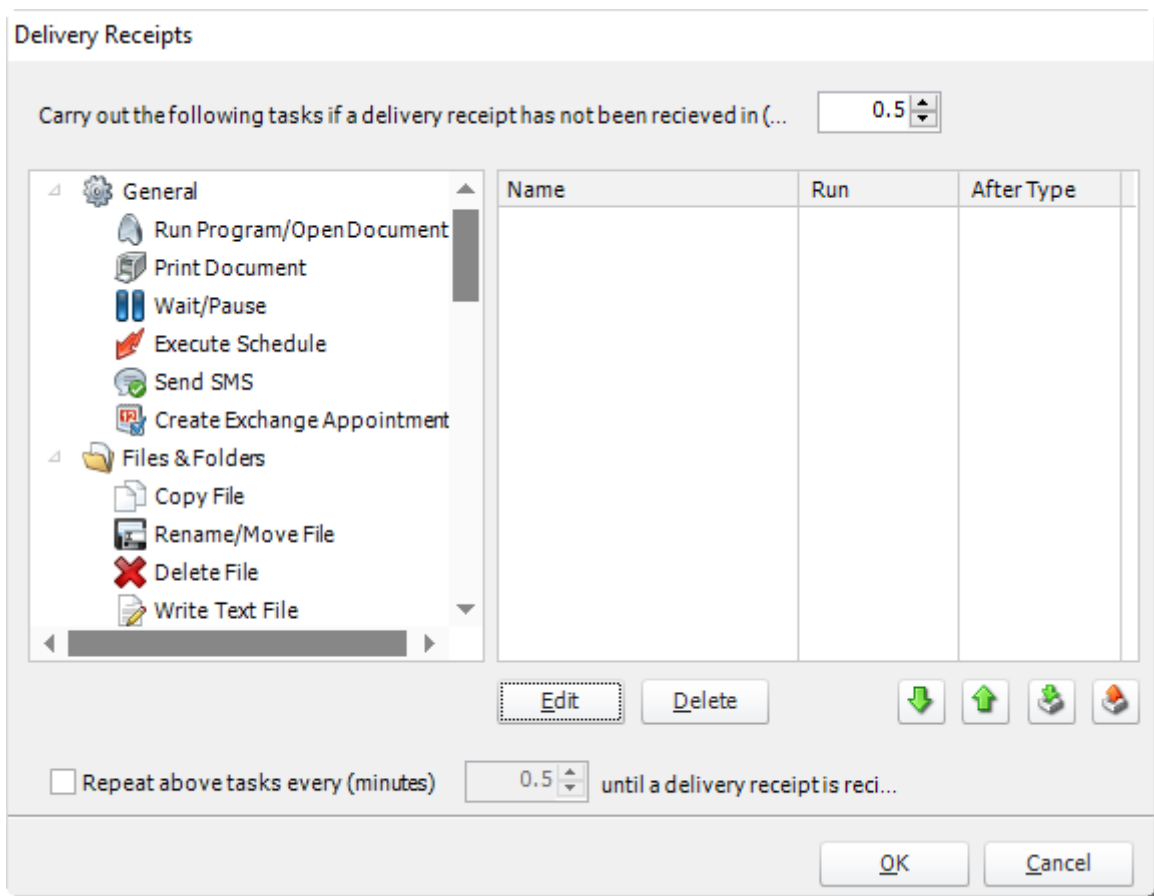 Delivery Receipts
Carry out the following tasks if a delivery receipt has not been recieved in (... 0.5
General
Run Program/Open Document
Print Document
Wait/Pause
Execute Schedule
Send SMS
Create Exchange Appointment
Files & Folders
Copy File
Rename/Move File
Delete File
Write Text File
Name Run After Type
Edit Delete
Repeat above tasks every (minutes) 0.5 until a delivery receipt is reci...
OK Cancel